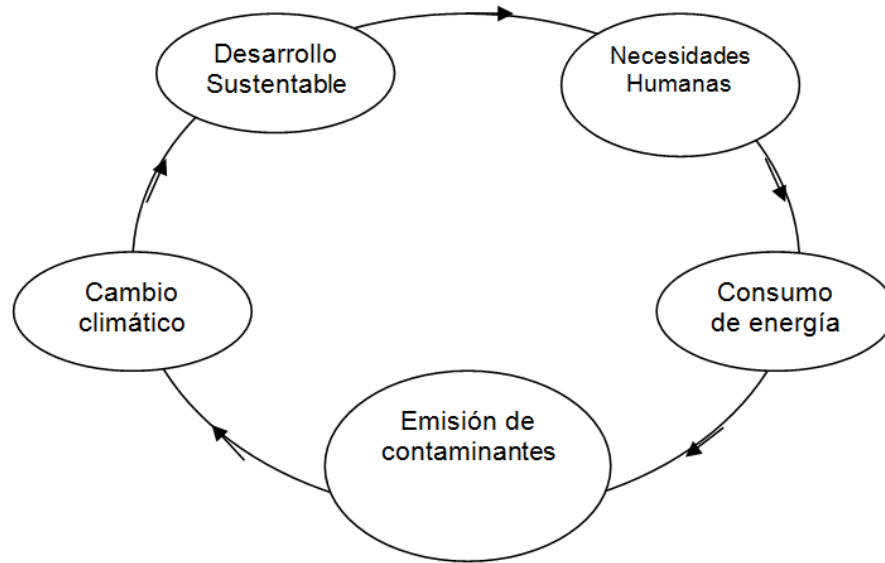 Desarrollo
Sustentable
Necesidades
Humanas
Cambio
climático
Consumo
de energía
Emisión de
contaminantes